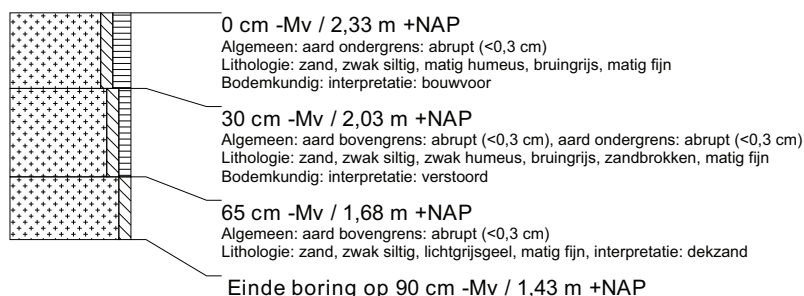 0 cm -Mv / 2,33 m +NAP
Algemeen: aard ondergrens: abrupt (<0,3 cm)
Lithologie: zand, zwak siltig, matig humeus, bruingrijs, matig fijn
Bodemkundig: interpretatie: bouwvoor
30 cm -Mv / 2,03 m +NAP
Algemeen: aard bovengrens: abrupt (<0,3 cm), aard ondergrens: abrupt (<0,3 cm)
Lithologie: zand, zwak siltig, zwak humeus, bruingrijs, zandbrokken, matig fijn
Bodemkundig: interpretatie: verstoord
65 cm -Mv / 1,68 m +NAP
Algemeen: aard bovengrens: abrupt (<0,3 cm)
Lithologie: zand, zwak siltig, lichtgrijsgeel, matig fijn, interpretatie: dekzand
Einde boring op 90 cm -Mv / 1,43 m +NAP